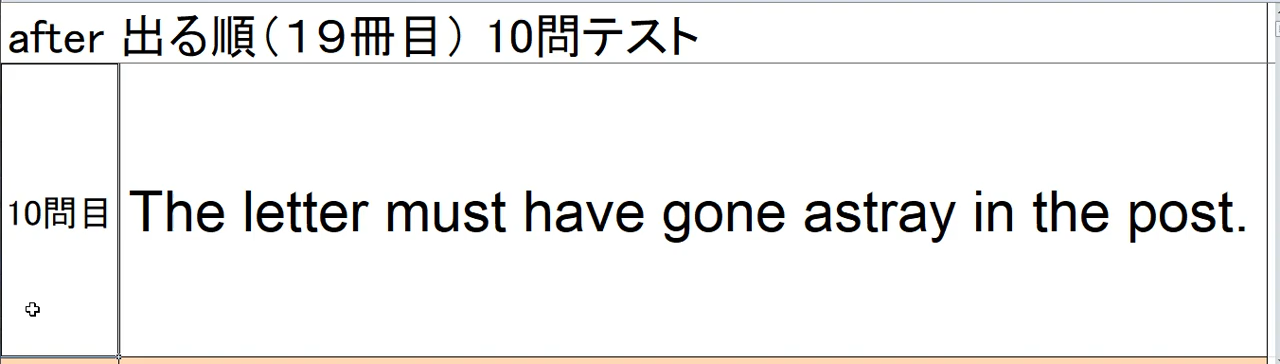 after 出る順（１９冊目） 10問テスト
10問目
The letter must have gone astray in the post.